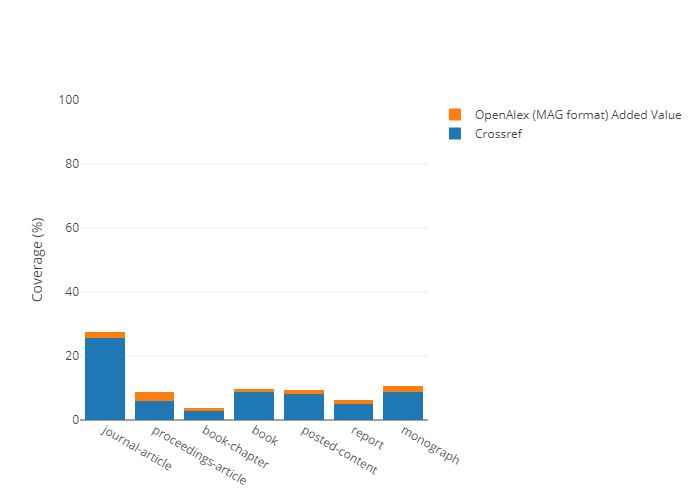 100
80
60
40
20
0
Coverage (%)
journal-article
proceedings-article
book-chapter
book
posted-content
report
monograph
OpenAlex (MAG format) Added Value
Crossref